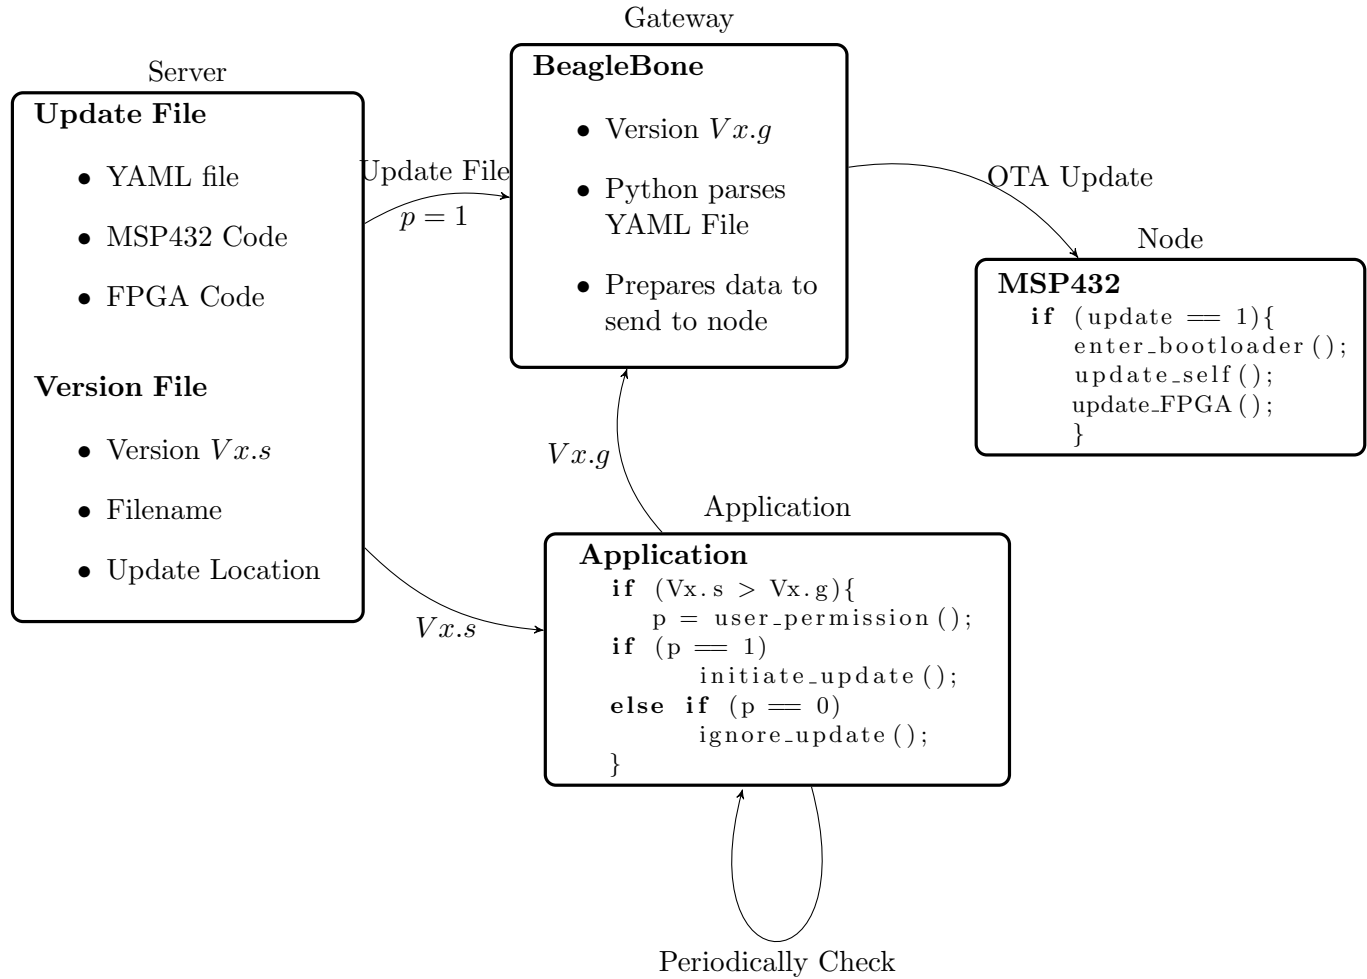 Server
Update File
• YAML file
• MSP432 Code
• FPGA Code
Version File
• Version Vx.s
• Filename
• Update Location
Update File
p = 1
Gateway
BeagleBone
• Version Vx.g
• Python parses
YAML File
• Prepares data to
send to node
OTA Update
Node
MSP432
if (update == 1){
enter_bootloader();
update_self();
update_FPGA();
}
Vx.g
Vx.s
Application
Application
if (Vx.s > Vx.g){
p = user_permission();
if (p == 1)
initiate_update();
else if (p == 0)
ignore_update();
}
Periodically Check